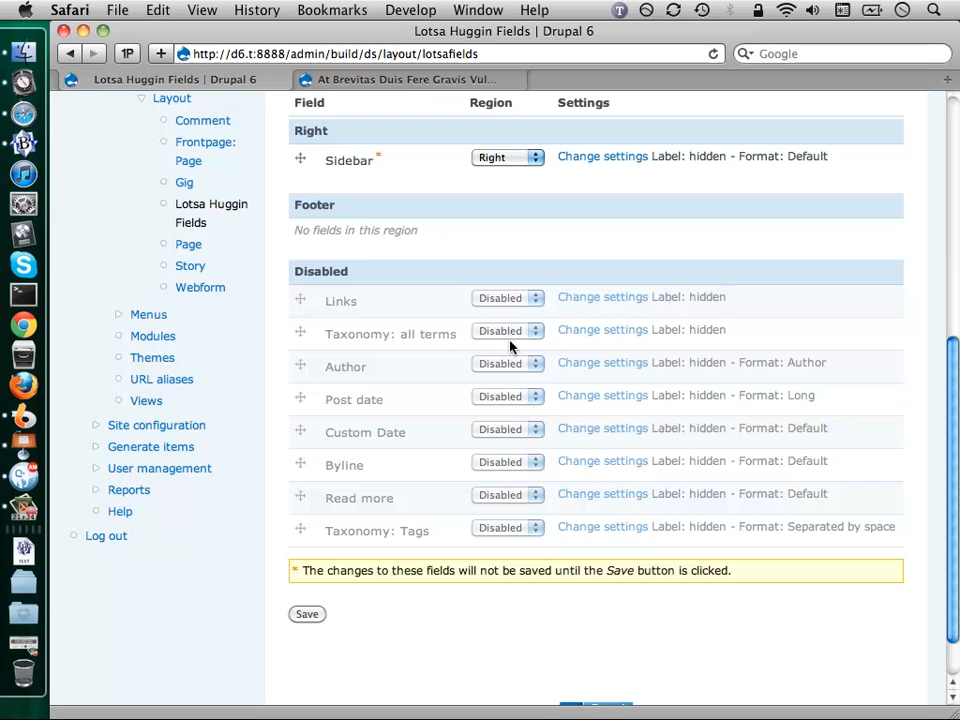 Safari File Edit View History Bookmarks Develop Window Help
Lotsa Huggin Fields | Drupal 6
1P + http://d6.t:8888/admin/build/ds/layout/lotsafields Google
Lotsa Huggin Fields | Drupal 6 At Brevitas Duis Fere Gravis Vul...
Layout
Comment
Frontpage:
Page
Gig
Lotsa Huggin
Fields
Page
Story
Webform
Menus
Modules
Themes
URL aliases
Views
Site configuration
Generate items
User management
Reports
Help
Log out
Field Region Settings
Right
Sidebar * Right Change settings Label: hidden - Format: Default
Footer
No fields in this region
Disabled
Links Disabled Change settings Label: hidden
Taxonomy: all terms Disabled Change settings Label: hidden
Author Disabled Change settings Label: hidden - Format: Author
Post date Disabled Change settings Label: hidden - Format: Long
Custom Date Disabled Change settings Label: hidden - Format: Default
Byline Disabled Change settings Label: hidden - Format: Default
Read more Disabled Change settings Label: hidden - Format: Default
Taxonomy: Tags Disabled Change settings Label: hidden - Format: Separated by space
* The changes to these fields will not be saved until the Save button is clicked.
Save